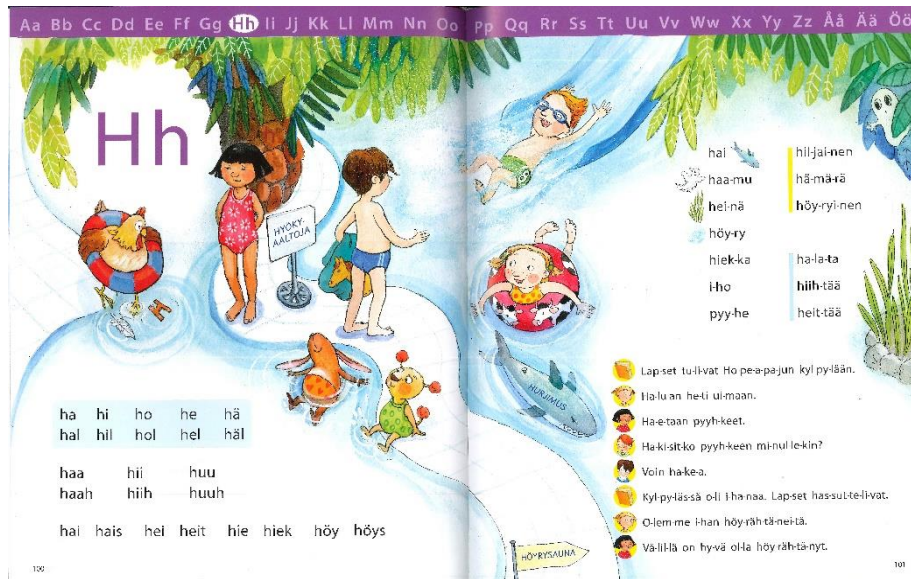 Aa Bb Cc Dd Ee Ff Gg Hh Ii Jj Kk Ll Mm Nn Oo Pp Qq Rr Ss Tt Uu Vv Ww Xx Yy Zz Åå Ää Öö
Hh
HYÖKY-
AALTOJA
ha hi ho he hä
hal hil hol hel häl
haa hii huu
haah hiih huuh
hai hais hei heit hie hiek höy höys
100
hai
haa-mu
hei-nä
höy-ry
hiek-ka
i-ho
pyy-he
hil-jai-nen
hä-mä-rä
höy-ryi-nen
ha-la-ta
hiih-tää
heit-tää
HURJIMUS
Lap-set tu-li-vat Ho-pe-a-pa-jun kyl-py-lään.
Ha-lu-an he-ti ui-maan.
Ha-e-taan pyyh-keet.
Ha-ki-sit-ko pyyh-keen mi-nul-le-kin?
Voin ha-ke-a.
Kyl-py-läs-sä o-li i-ha-naa. Lap-set has-sut-te-li-vat.
O-lem-me i-han höy-räh-tä-nei-tä.
Vä-lil-lä on hy-vä ol-la höy-räh-tä-nyt.
HÖYRYSAUNA
101